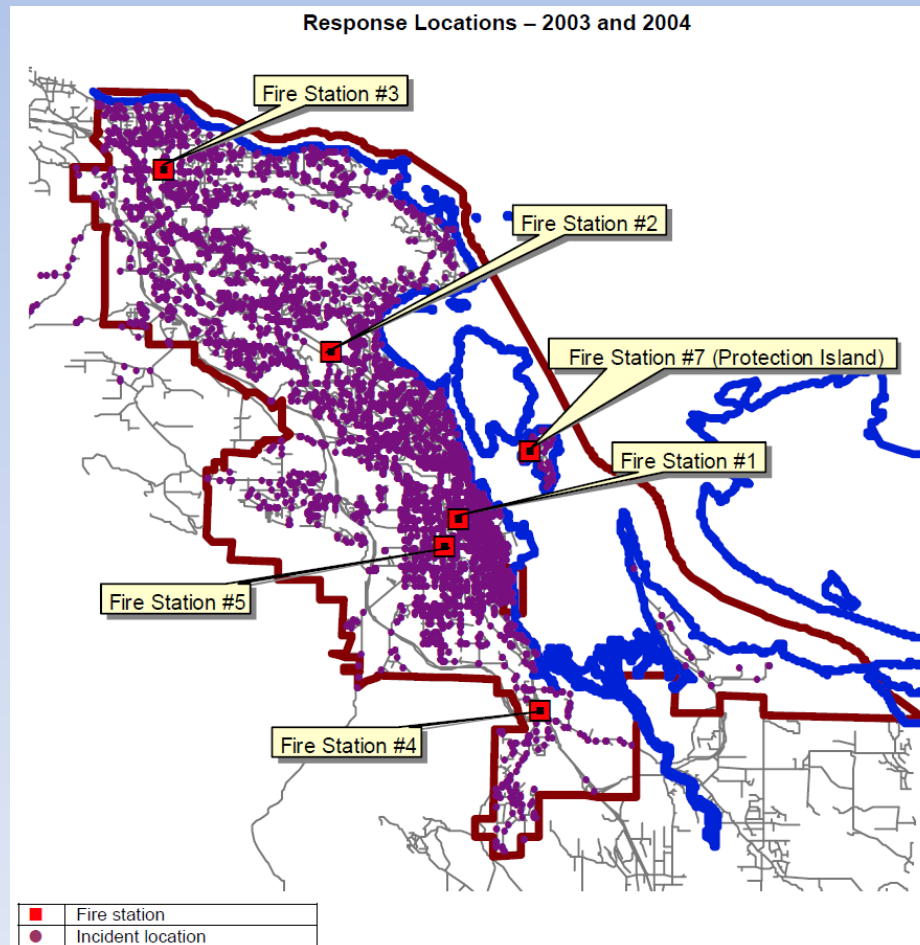 Response Locations – 2003 and 2004
Fire Station #3
Fire Station #2
Fire Station #7 (Protection Island)
Fire Station #1
Fire Station #5
Fire Station #4
Fire station
Incident location